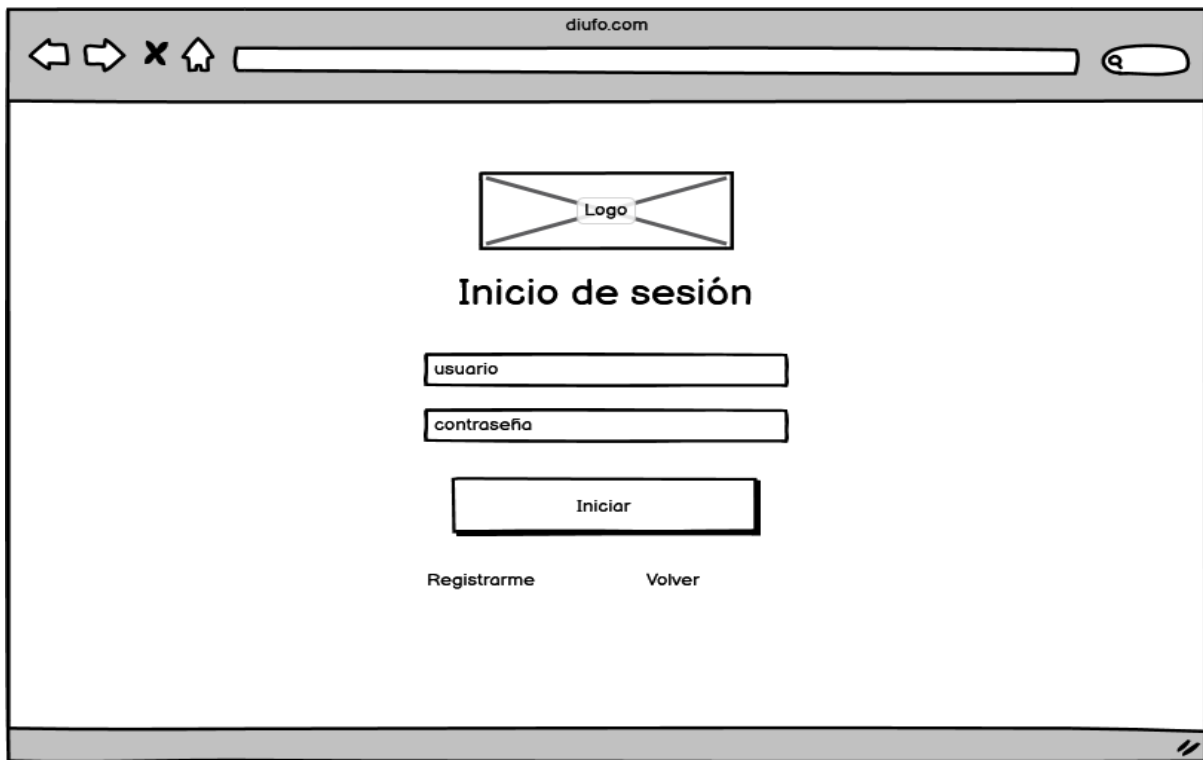 diufo.com
Logo
Inicio de sesión
usuario
contraseña
Iniciar
Registrarme Volver